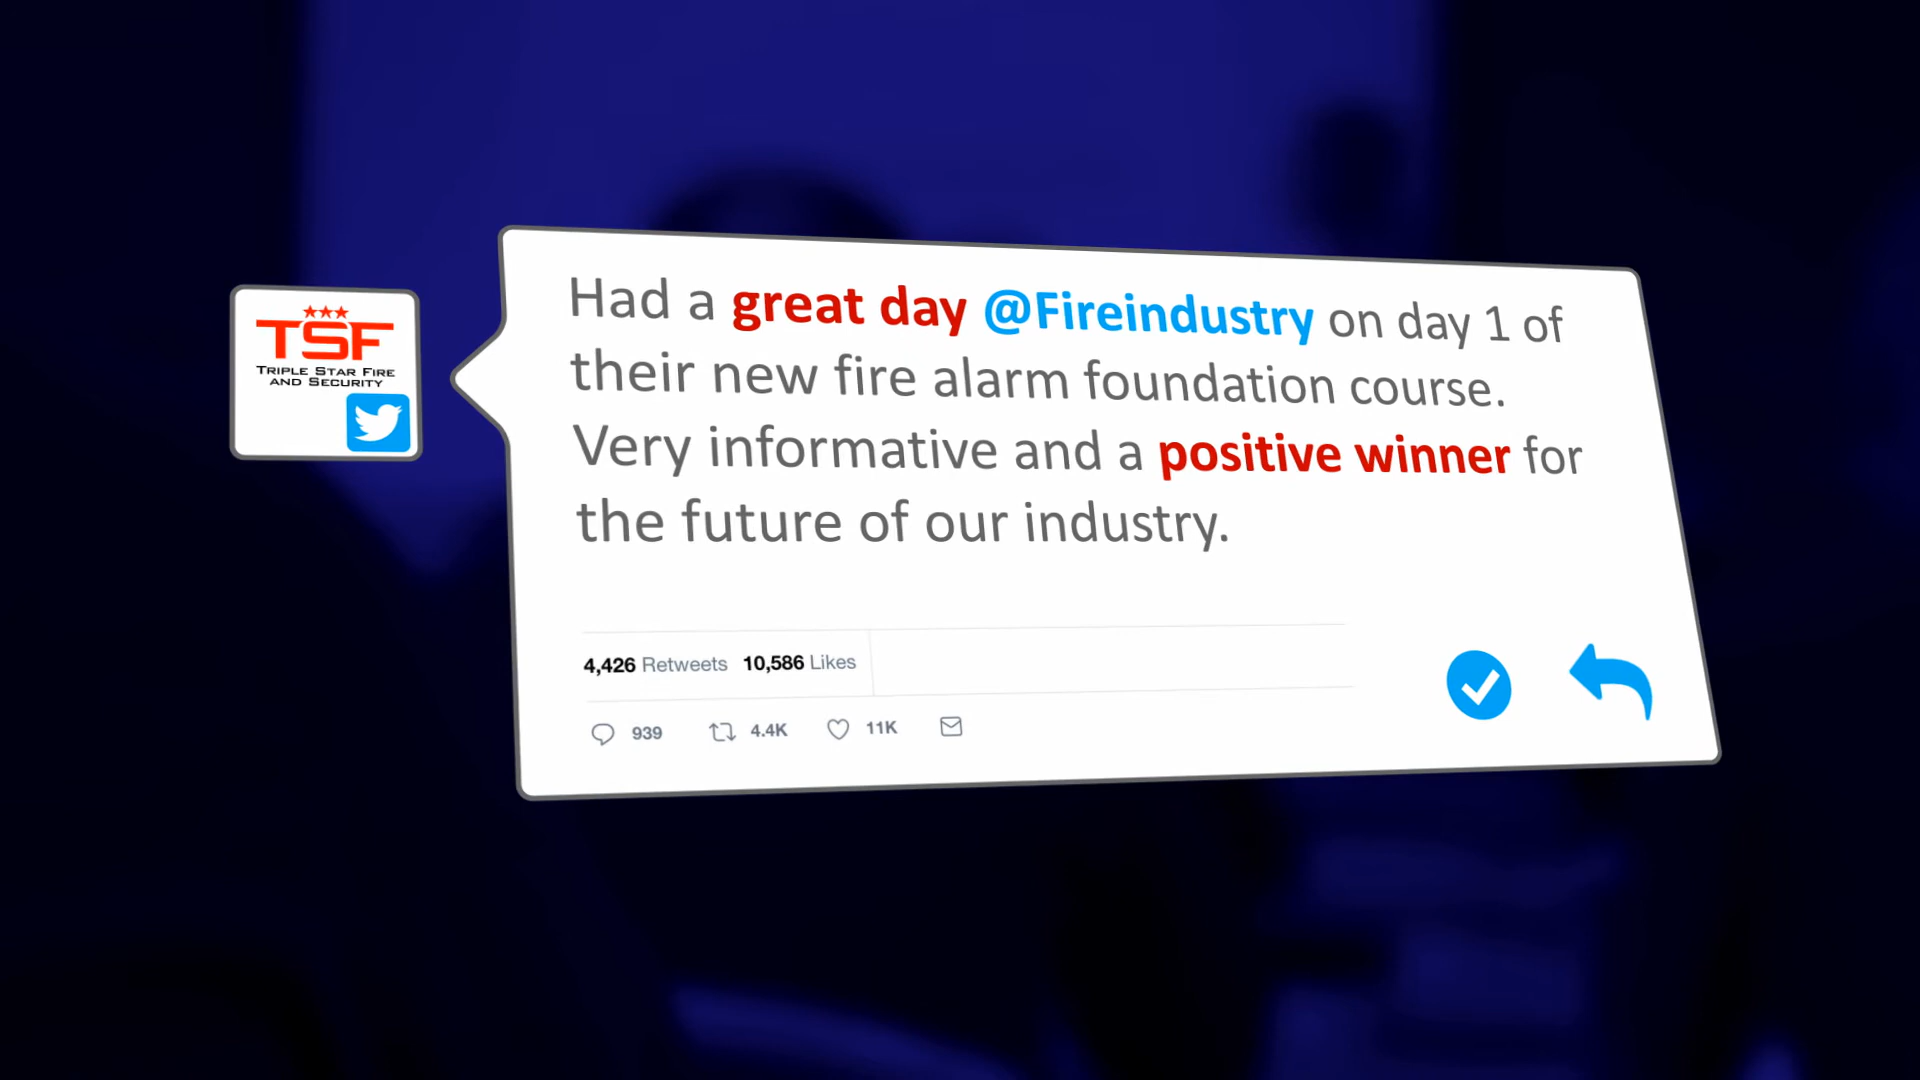 TSF
TRIPLE STAR FIRE
AND SECURITY
Had a great day @Fireindustry on day 1 of
their new fire alarm foundation course.
Very informative and a positive winner for
the future of our industry.
4,426 Retweets 10,586 Likes
939 4.4K 11K